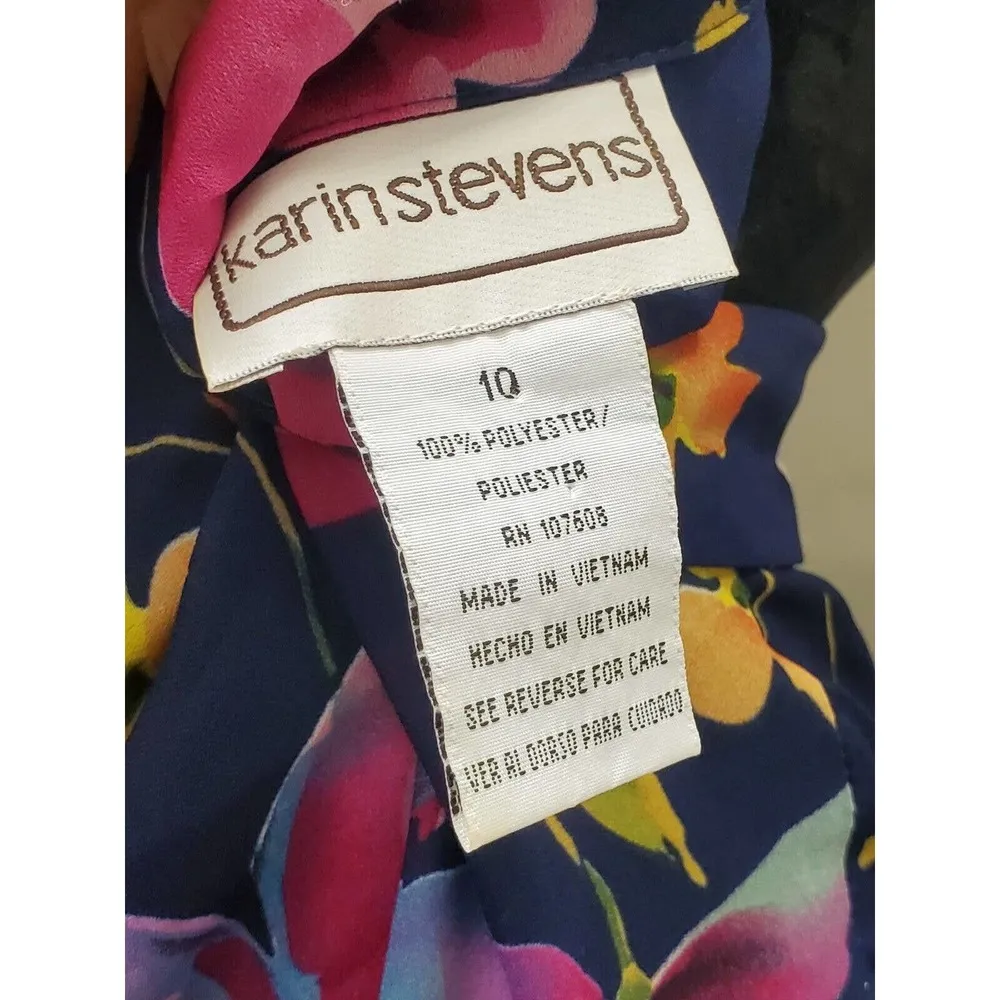 karinstevens
10
100% POLYESTER/
POLIESTER
RN 107608
MADE IN VIETNAM
HECHO EN VIETNAM
SEE REVERSE FOR CARE
VER AL DORSO PARA CUIDADO